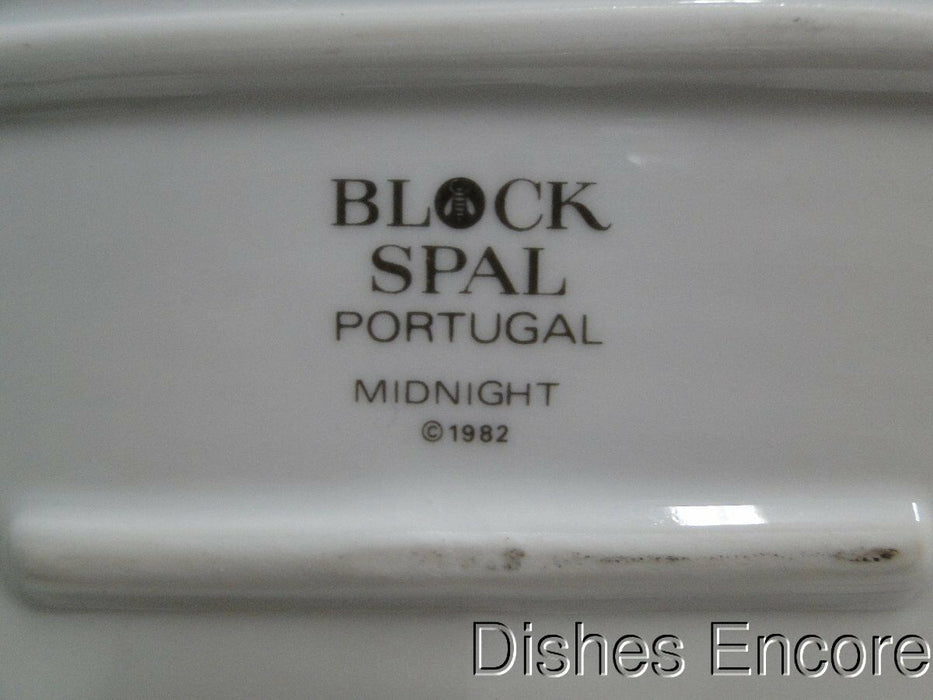 BLOCK
SPAL
PORTUGAL
MIDNIGHT
©1982
Dishes Encore